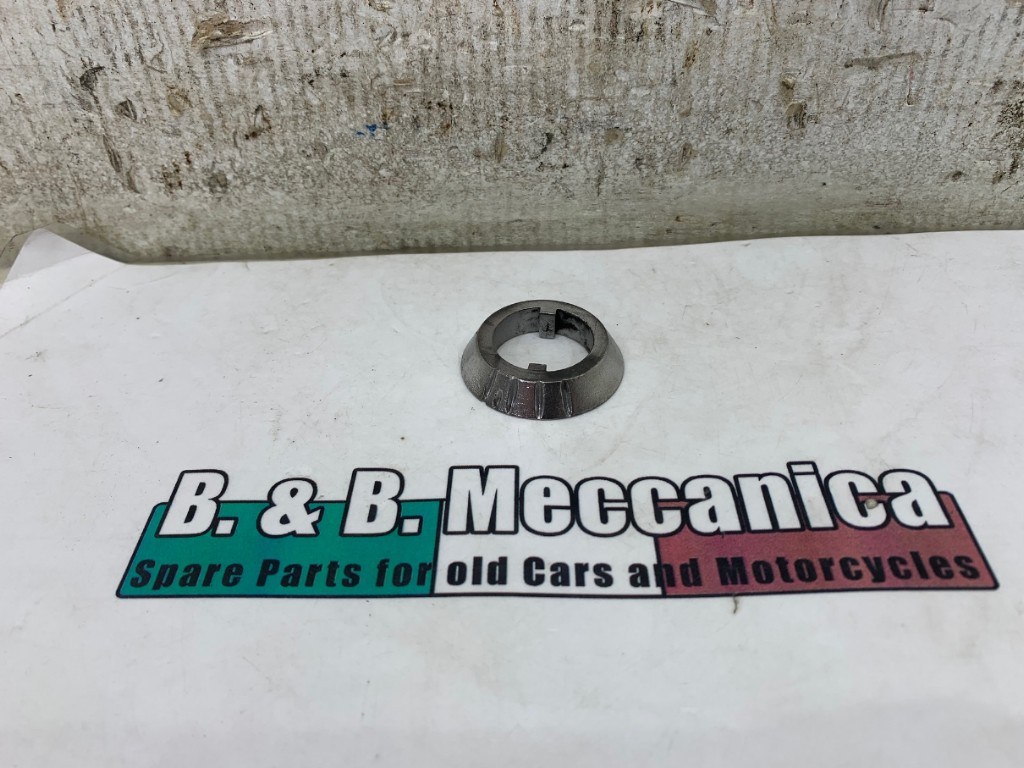 B. & B. Meccanica
Spare Parts for old Cars and Motorcycles